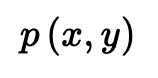 p (x, y)